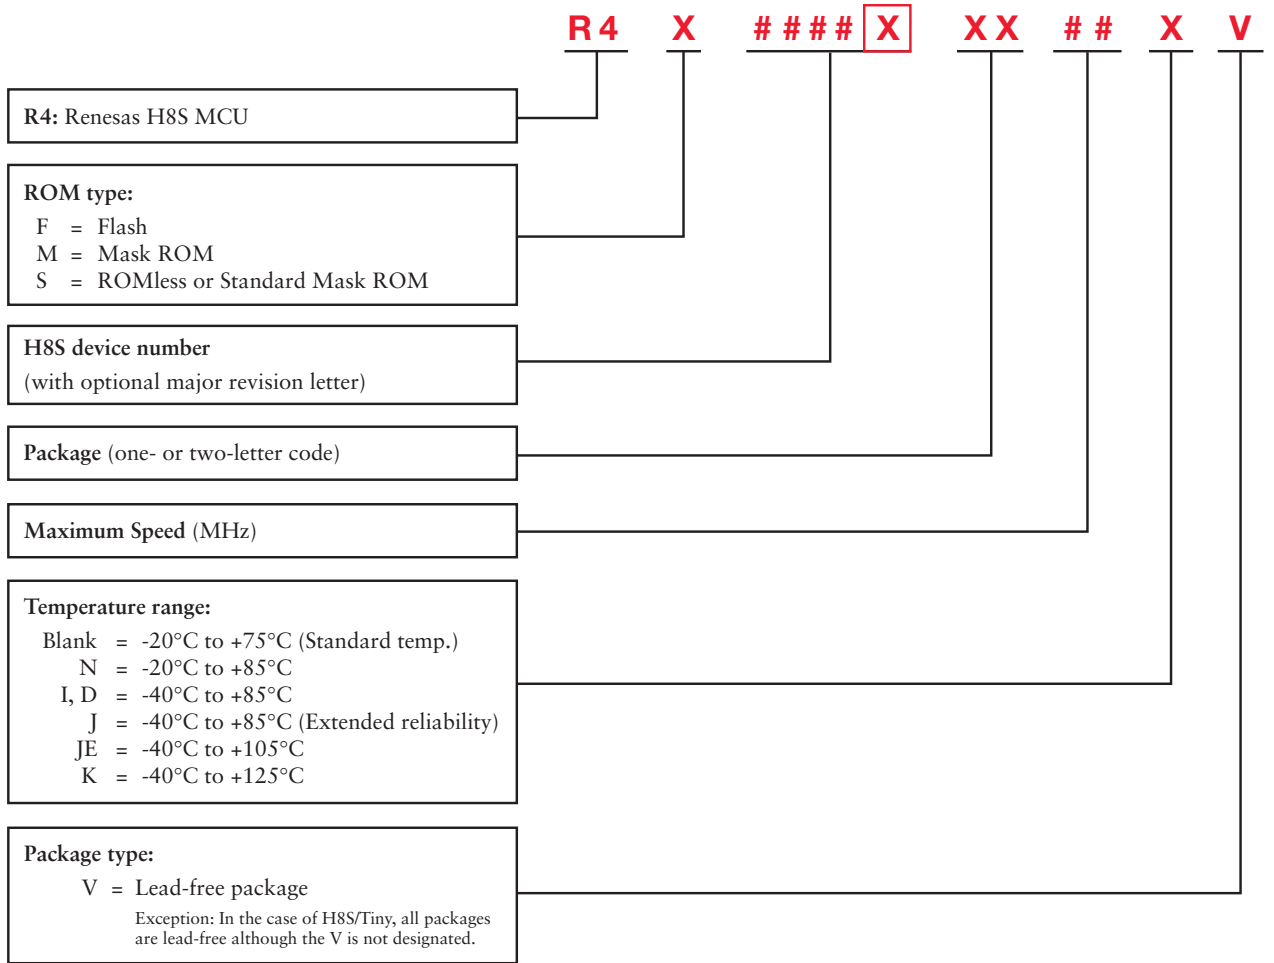 R4 X #### X XX ## X V
R4: Renesas H8S MCU
ROM type:
F = Flash
M = Mask ROM
S = ROMless or Standard Mask ROM
H8S device number
(with optional major revision letter)
Package (one- or two-letter code)
Maximum Speed (MHz)
Temperature range:
Blank = -20°C to +75°C (Standard temp.)
N = -20°C to +85°C
I, D = -40°C to +85°C
J = -40°C to +85°C (Extended reliability)
JE = -40°C to +105°C
K = -40°C to +125°C
Package type:
V = Lead-free package
Exception: In the case of H8S/Tiny, all packages
are lead-free although the V is not designated.